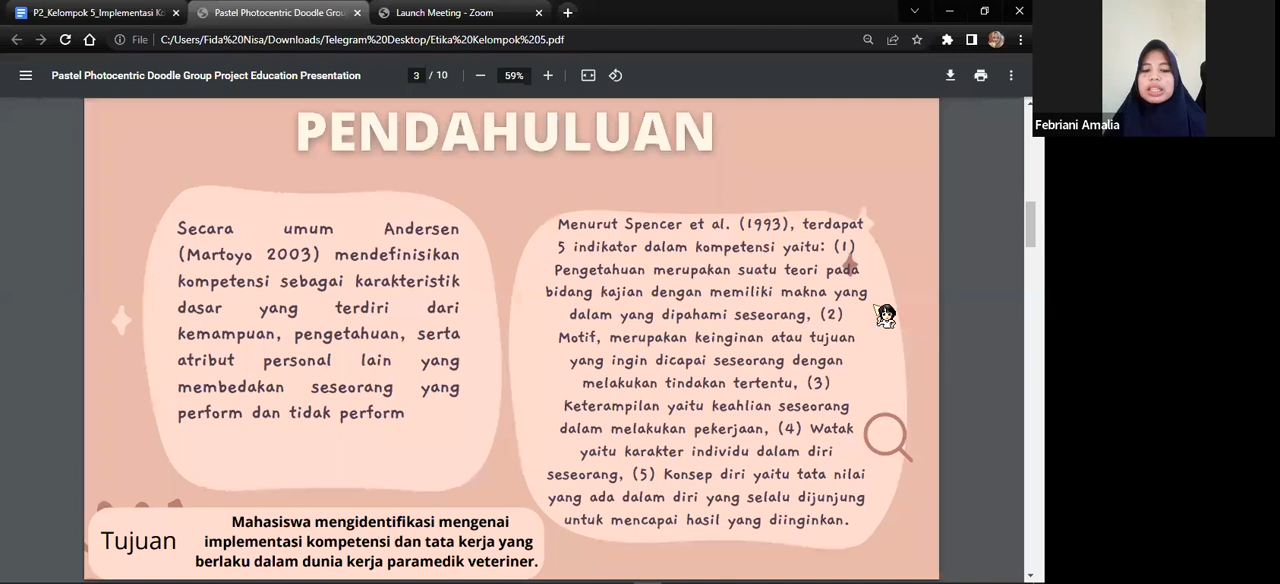 P2_Kelompok 5_Implementasi Ko
Pastel Photocentric Doodle Grou
Launch Meeting - Zoom
File
C:/Users/Fida%20Nisa/Downloads/Telegram%20Desktop/Etika%20Kelompok%205.pdf
Pastel Photocentric Doodle Group Project Education Presentation
3 / 10
59%
Febriani Amalia
PENDAHULUAN
Secara umum Andersen
(Martoyo 2003) mendefinisikan
kompetensi sebagai karakteristik
dasar yang terdiri dari
kemampuan, pengetahuan, serta
atribut personal lain yang
membedakan seseorang yang
perform dan tidak perform
Menurut Spencer et al. (1993), terdapat
5 indikator dalam kompetensi yaitu: (1)
Pengetahuan merupakan suatu teori pada
bidang kajian dengan memiliki makna yang
dalam yang dipahami seseorang, (2)
Motif, merupakan keinginan atau tujuan
yang ingin dicapai seseorang dengan
melakukan tindakan tertentu, (3)
Keterampilan yaitu keahlian seseorang
dalam melakukan pekerjaan, (4) Watak
yaitu karakter individu dalam diri
seseorang, (5) Konsep diri yaitu tata nilai
yang ada dalam diri yang selalu dijunjung
untuk mencapai hasil yang diinginkan.
Tujuan
Mahasiswa mengidentifikasi mengenai
implementasi kompetensi dan tata kerja yang
berlaku dalam dunia kerja paramedik veteriner.